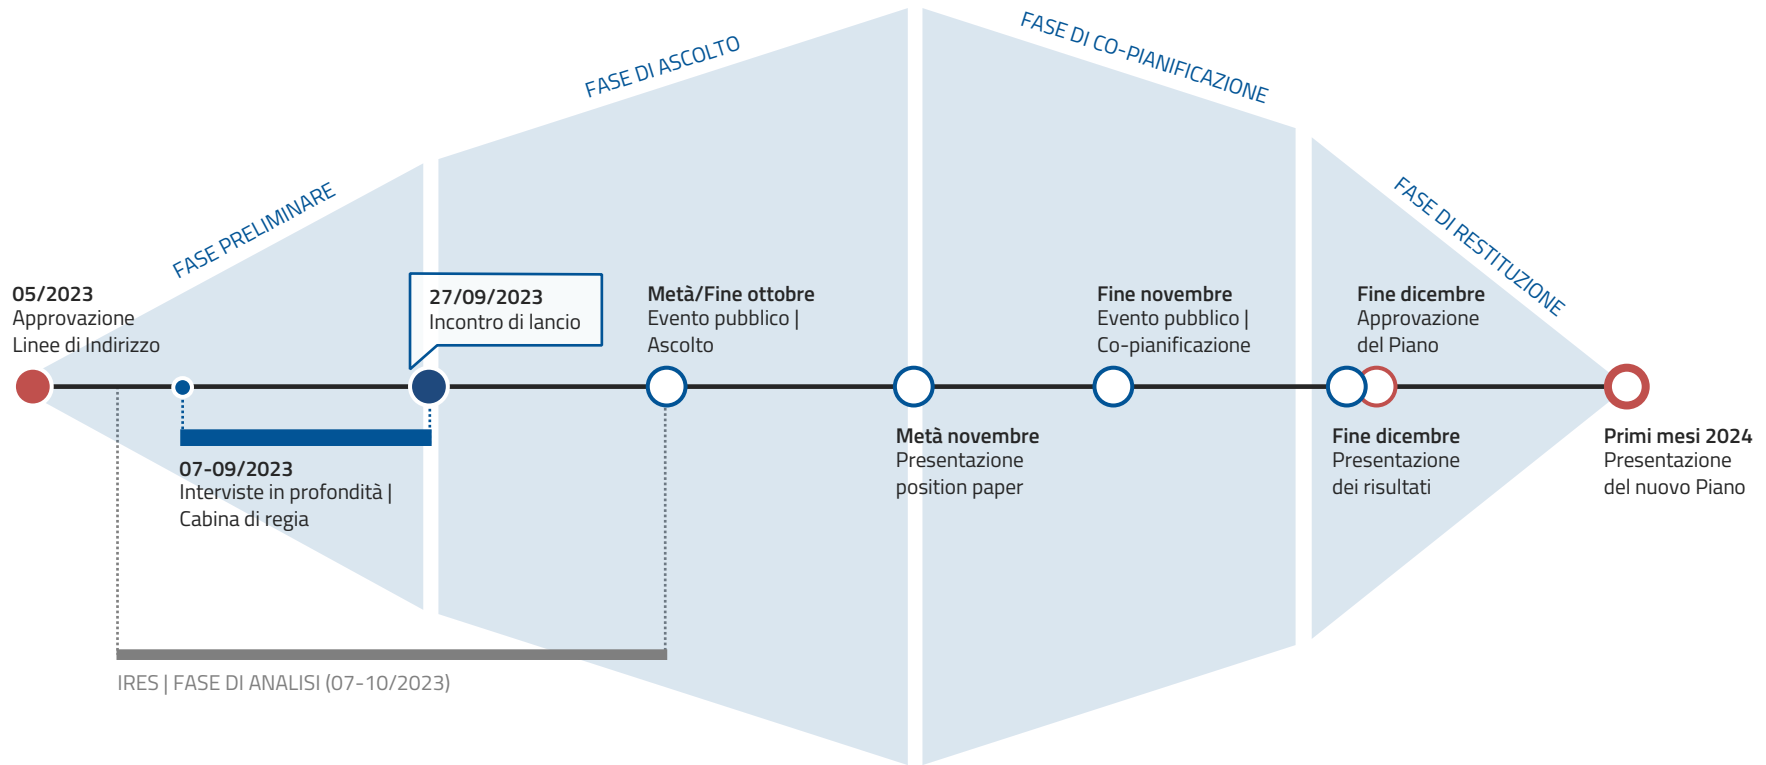 FASE PRELIMINARE
FASE DI ASCOLTO
FASE DI CO-PIANIFICAZIONE
FASE DI RESTITUZIONE
05/2023
Approvazione
Linee di Indirizzo
27/09/2023
Incontro di lancio
Metà/Fine ottobre
Evento pubblico |
Ascolto
Fine novembre
Evento pubblico |
Co-pianificazione
Fine dicembre
Approvazione
del Piano
07-09/2023
Interviste in profondità |
Cabina di regia
Metà novembre
Presentazione
position paper
Fine dicembre
Presentazione
dei risultati
Primi mesi 2024
Presentazione
del nuovo Piano
IRES | FASE DI ANALISI (07-10/2023)